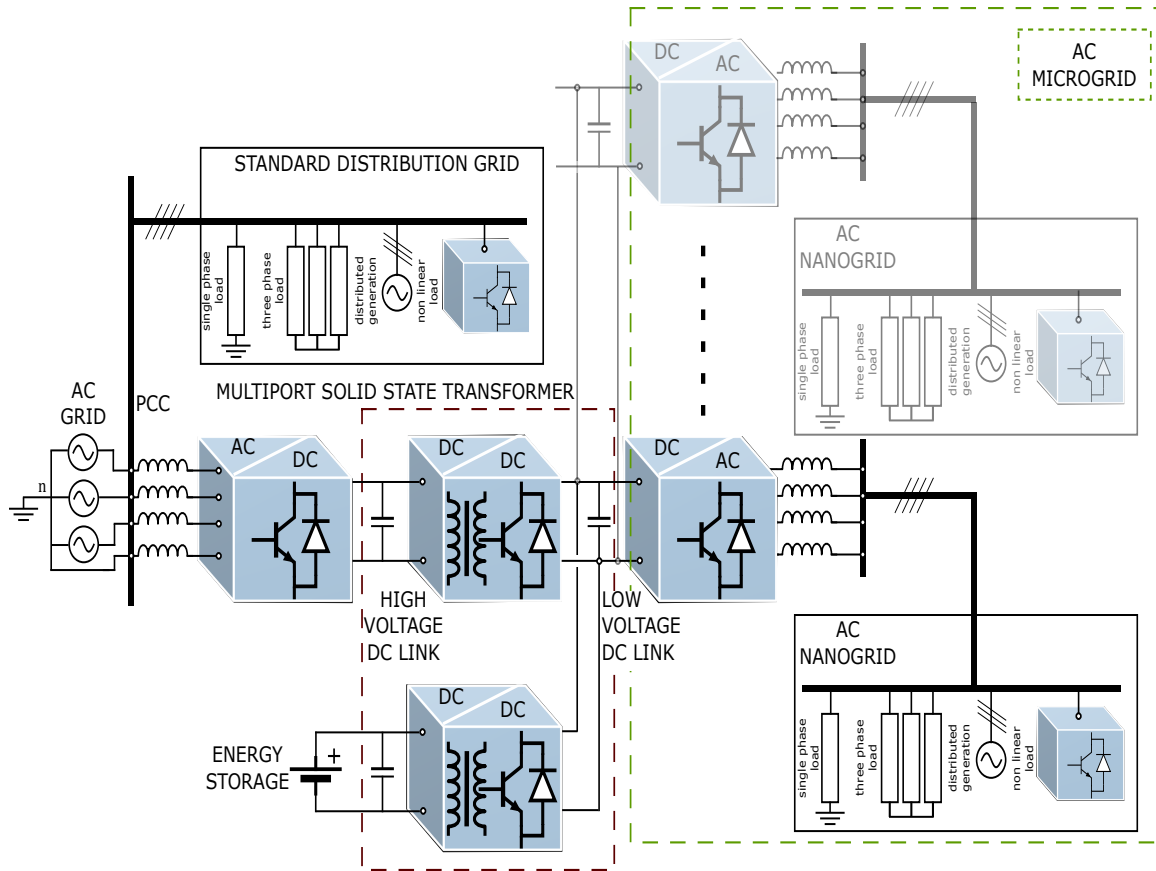 DC
AC
AC
MICROGRID
STANDARD DISTRIBUTION GRID
single phase
load
three phase
load
distributed
generation
non linear
load
AC
NANOGRID
single phase
load
three phase
load
distributed
generation
non linear
load
MULTIPORT SOLID STATE TRANSFORMER
AC
GRID
PCC
n
AC
DC
DC
DC
DC
AC
HIGH
VOLTAGE
DC LINK
LOW
VOLTAGE
DC LINK
AC
NANOGRID
single phase
load
three phase
load
distributed
generation
non linear
load
DC
DC
ENERGY
STORAGE
+